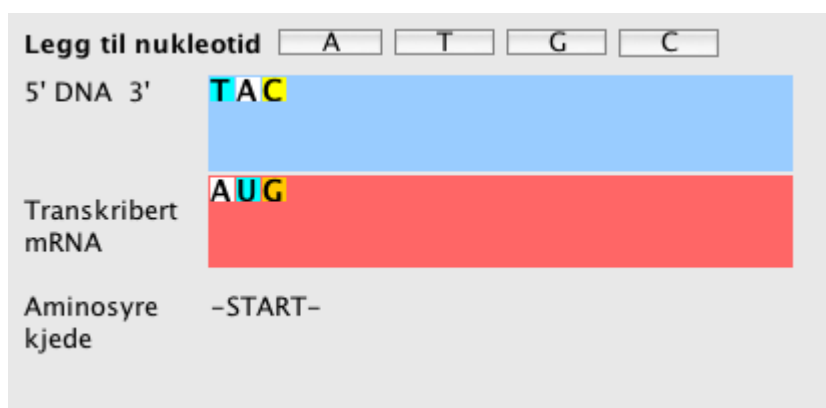 Legg til nukleotid A T G C
5' DNA 3' TAC
AUG
Transkribert
mRNA
Aminosyre –START–
kjede